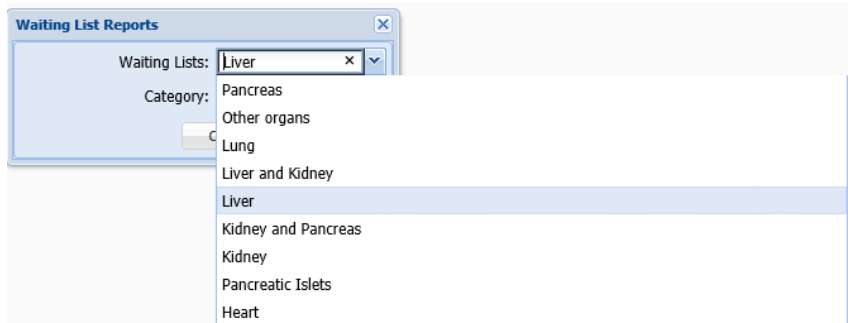 Waiting List Reports
Waiting Lists: Liver
Category:
Pancreas
Other organs
Lung
Liver and Kidney
Liver
Kidney and Pancreas
Kidney
Pancreatic Islets
Heart